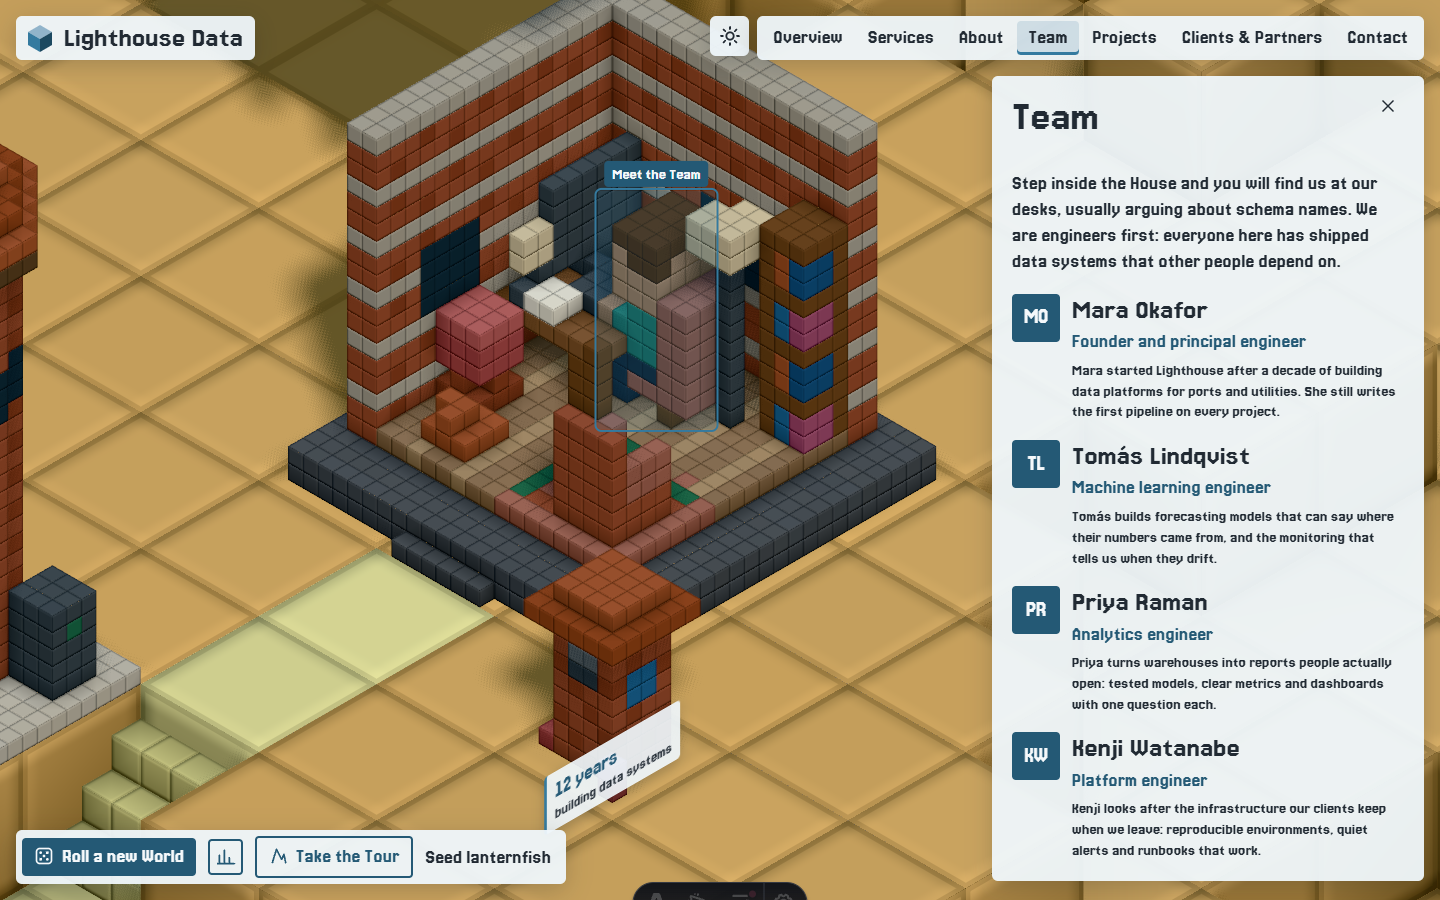 Lighthouse Data
Overview
Services
About
Team
Projects
Clients & Partners
Contact
Meet the Team
Team
Step inside the House and you will find us at our
desks, usually arguing about schema names. We
are engineers first: everyone here has shipped
data systems that other people depend on.
MO
Mara Okafor
Founder and principal engineer
Mara started Lighthouse after a decade of building
data platforms for ports and utilities. She still writes
the first pipeline on every project.
TL
Tomás Lindqvist
Machine learning engineer
Tomás builds forecasting models that can say where
their numbers came from, and the monitoring that
tells us when they drift.
PR
Priya Raman
Analytics engineer
Priya turns warehouses into reports people actually
open: tested models, clear metrics and dashboards
with one question each.
KW
Kenji Watanabe
Platform engineer
Kenji looks after the infrastructure our clients keep
when we leave: reproducible environments, quiet
alerts and runbooks that work.
12 years
building data systems
Roll a new World
Take the Tour
Seed lanternfish